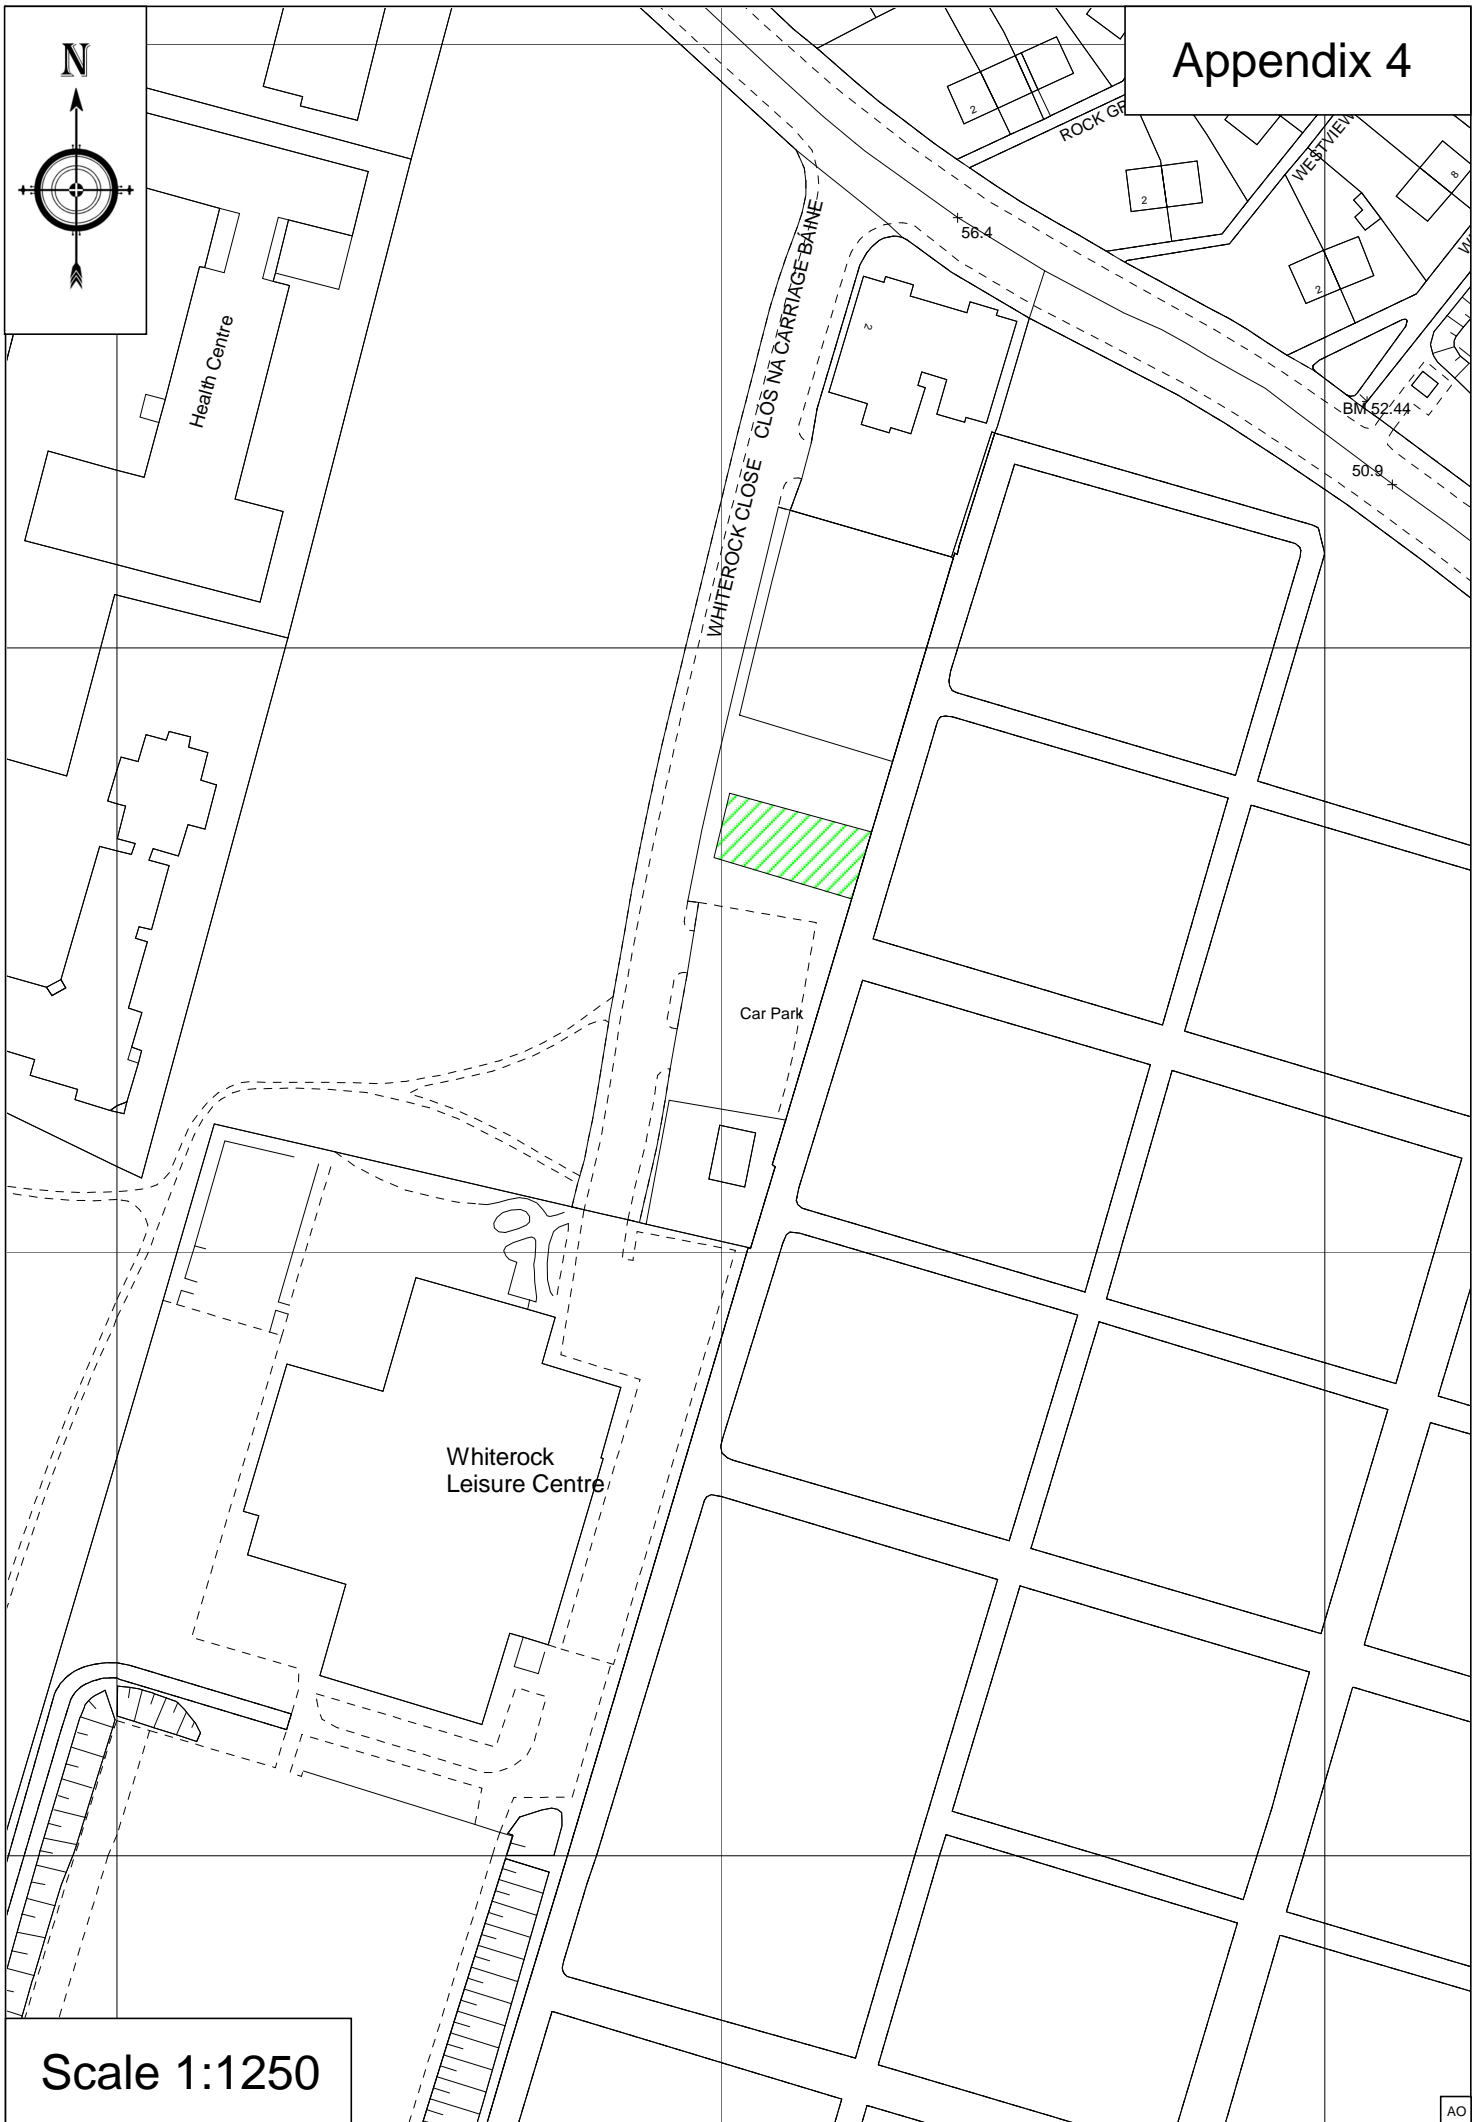 N
Appendix 4
ROCK GR
WESTVIEW
2
2
2
8
56.4
BM 52.44
50.9
2
WHITEROCK CLOSE CLOS NA CARRIAGE BAINE
Health Centre
Car Park
Whiterock
Leisure Centre
Scale 1:1250
AO